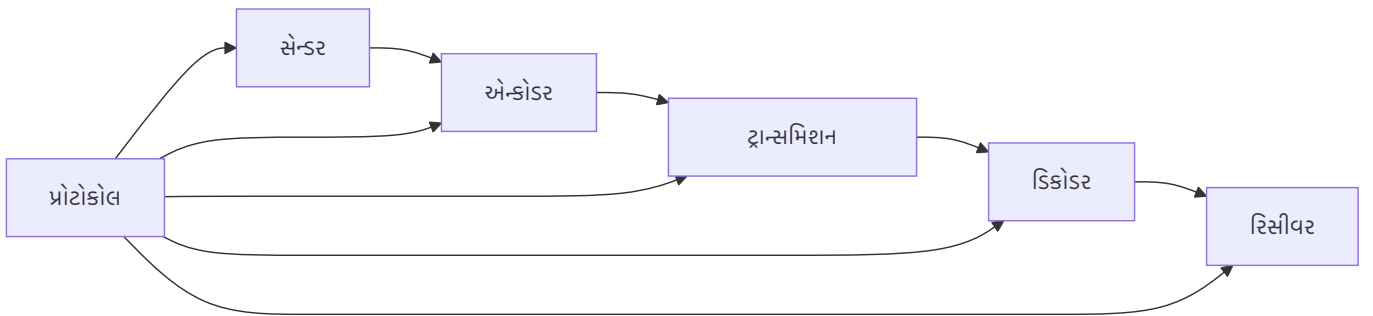 સેન્ડર
એન્કોડર
ટ્રાન્સમિશન
પ્રોટોકોલ
ડિકોડર
રિસીવર